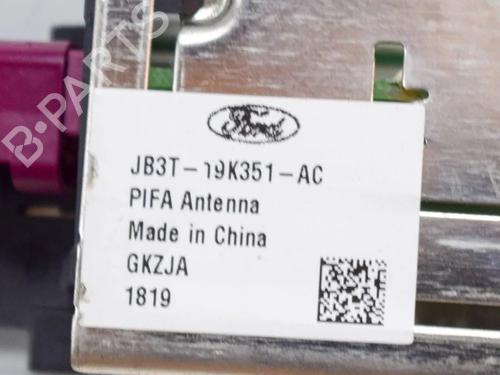 B-PARTS
Ford
JB3T-19K351-AC
PIFA Antenna
Made in China
GKZJA
1819